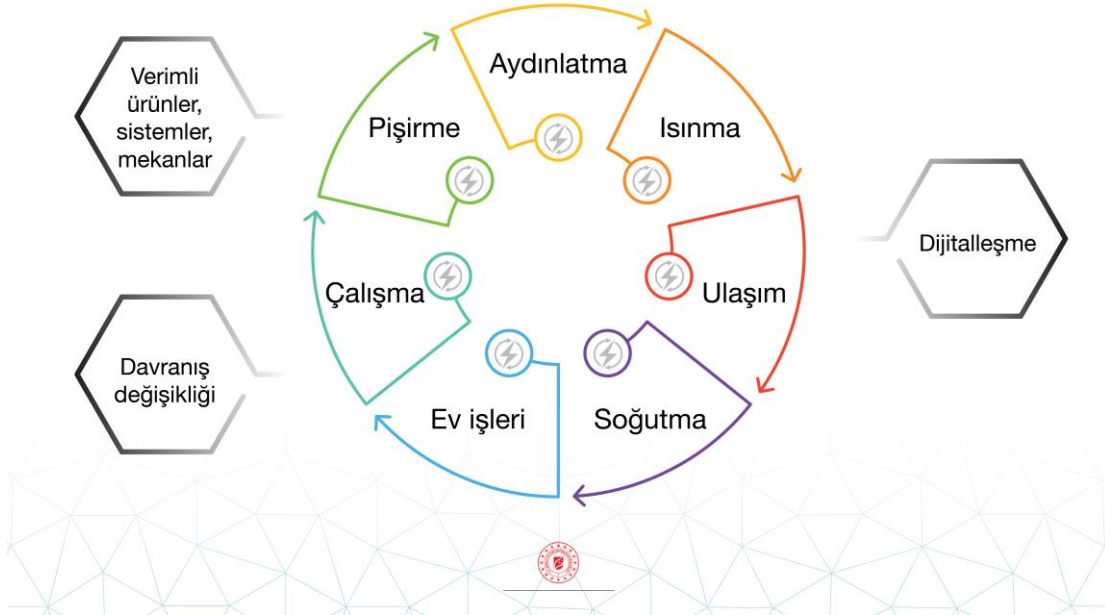 Verimli
ürünler,
sistemler,
mekanlar
Aydınlatma
Pişirme
Isınma
Dijitalleşme
Çalışma
Ulaşım
Davranış
değişikliği
Ev işleri
Soğutma